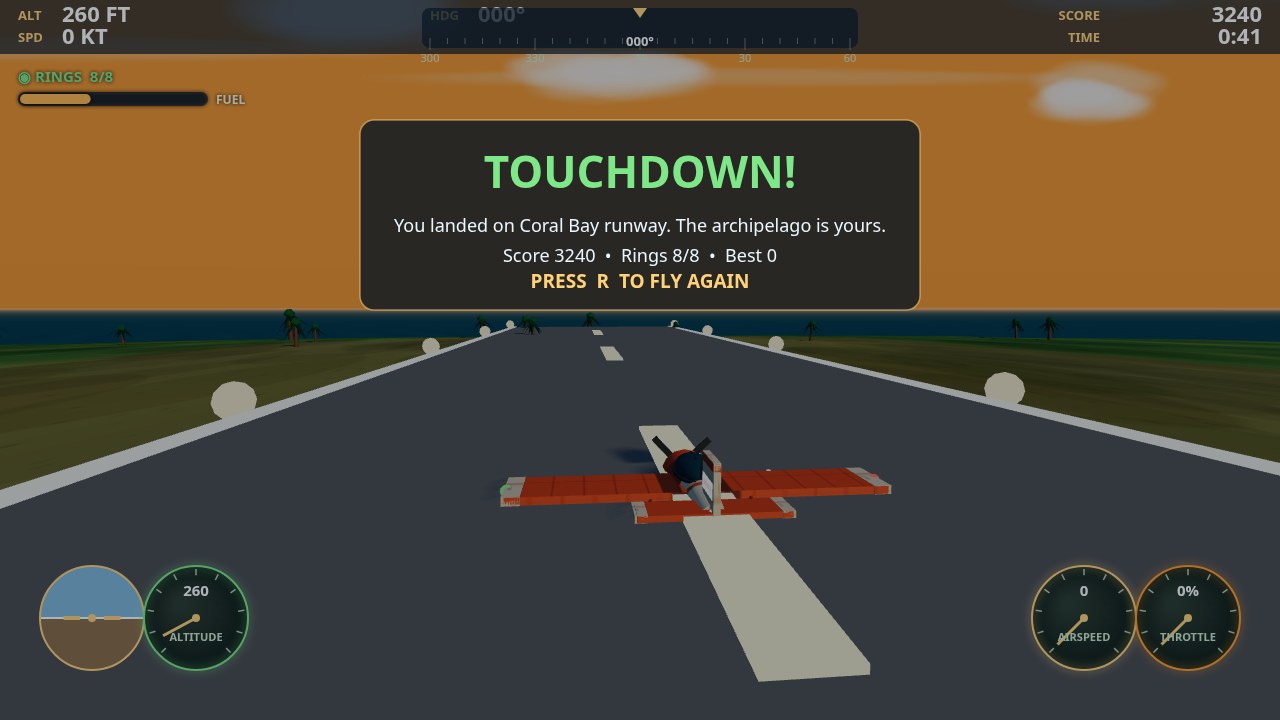 ALT 260 FT
SPD 0 KT
HDG 000°
000°
300 330 30 60
SCORE 3240
TIME 0:41
RINGS 8/8
FUEL
TOUCHDOWN!
You landed on Coral Bay runway. The archipelago is yours.
Score 3240 • Rings 8/8 • Best 0
PRESS R TO FLY AGAIN
260
ALTITUDE
0
AIRSPEED
0%
THROTTLE